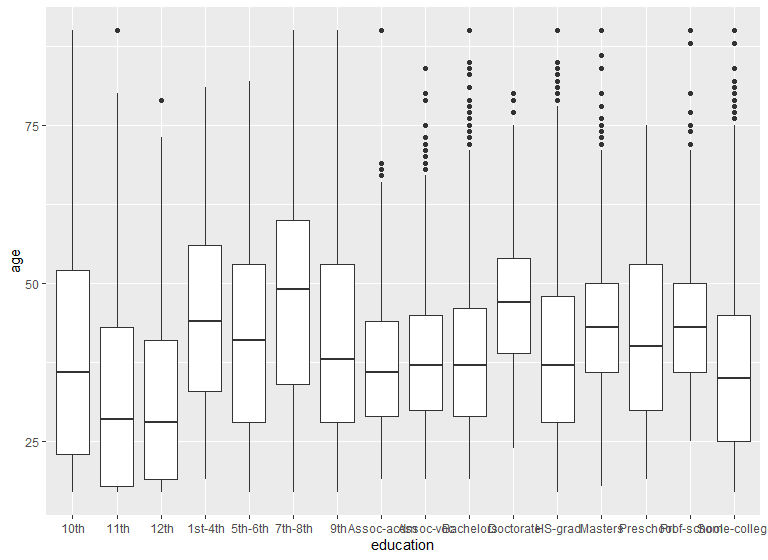 75
50
25
age
10th 11th 12th 1st-4th 5th-6th 7th-8th 9th Assoc-acdm Assoc-voc Bachelors Doctorate HS-grad Masters Preschool Prof-school Some-colleg
education